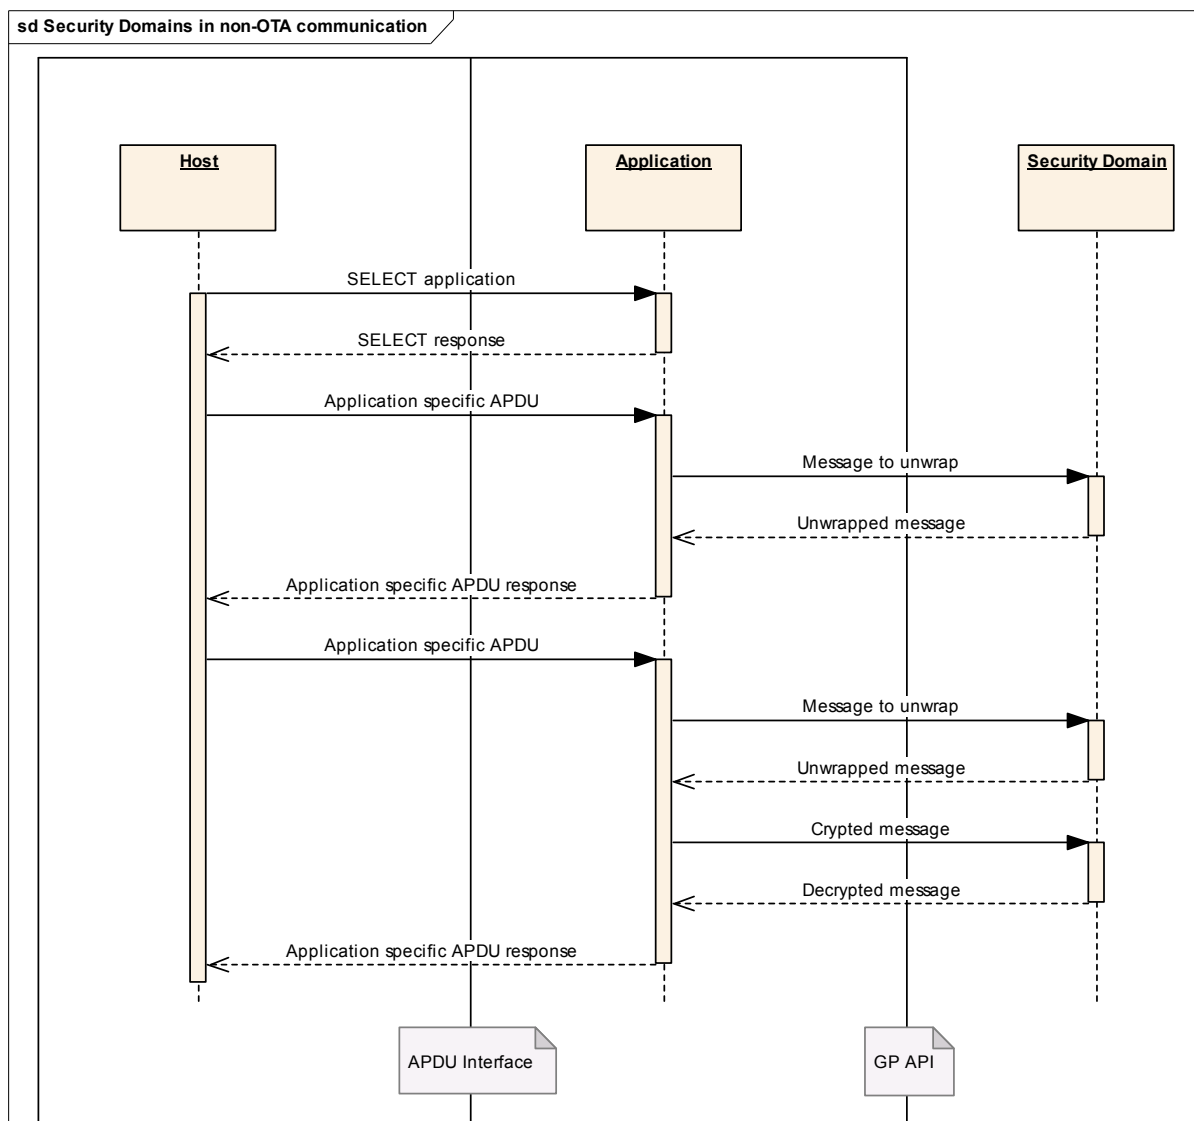 sd Security Domains in non-OTA communication
Host
Application
Security Domain
SELECT application
SELECT response
Application specific APDU
Message to unwrap
Unwrapped message
Application specific APDU response
Application specific APDU
Message to unwrap
Unwrapped message
Crypted message
Decrypted message
Application specific APDU response
APDU Interface
GP API